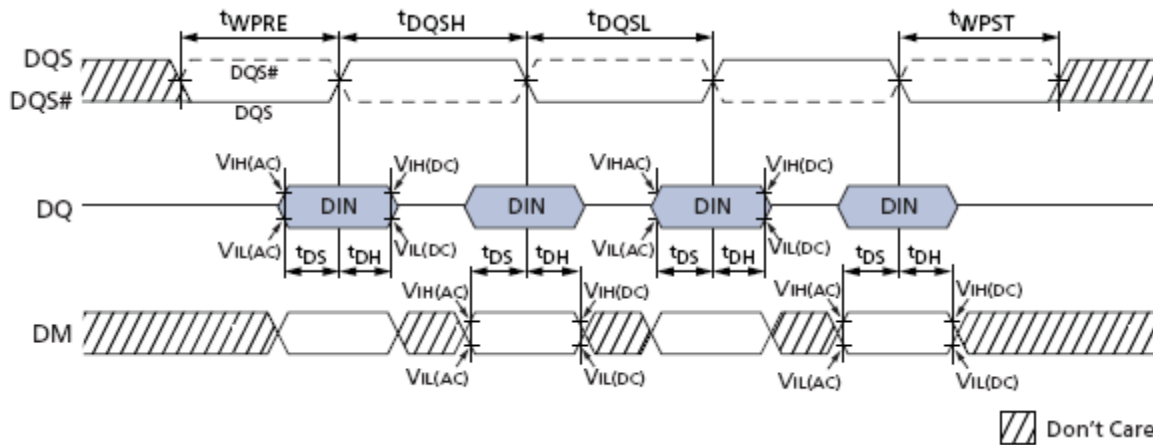 tWPRE tDQSH tDQSL tWPST
DQS
DQS#
DQS#
DQS
VIH(AC) VIH(DC) VIHAC) VIH(DC)
DQ DIN DIN DIN DIN
VIL(AC) VIL(DC) VIL(AC) VIL(DC)
tDS tDH tDS tDH tDS tDH tDS tDH
VIH(AC) VIH(DC) VIH(AC) VIH(DC)
DM
VIL(AC) VIL(DC) VIL(AC) VIL(DC)
Don't Care